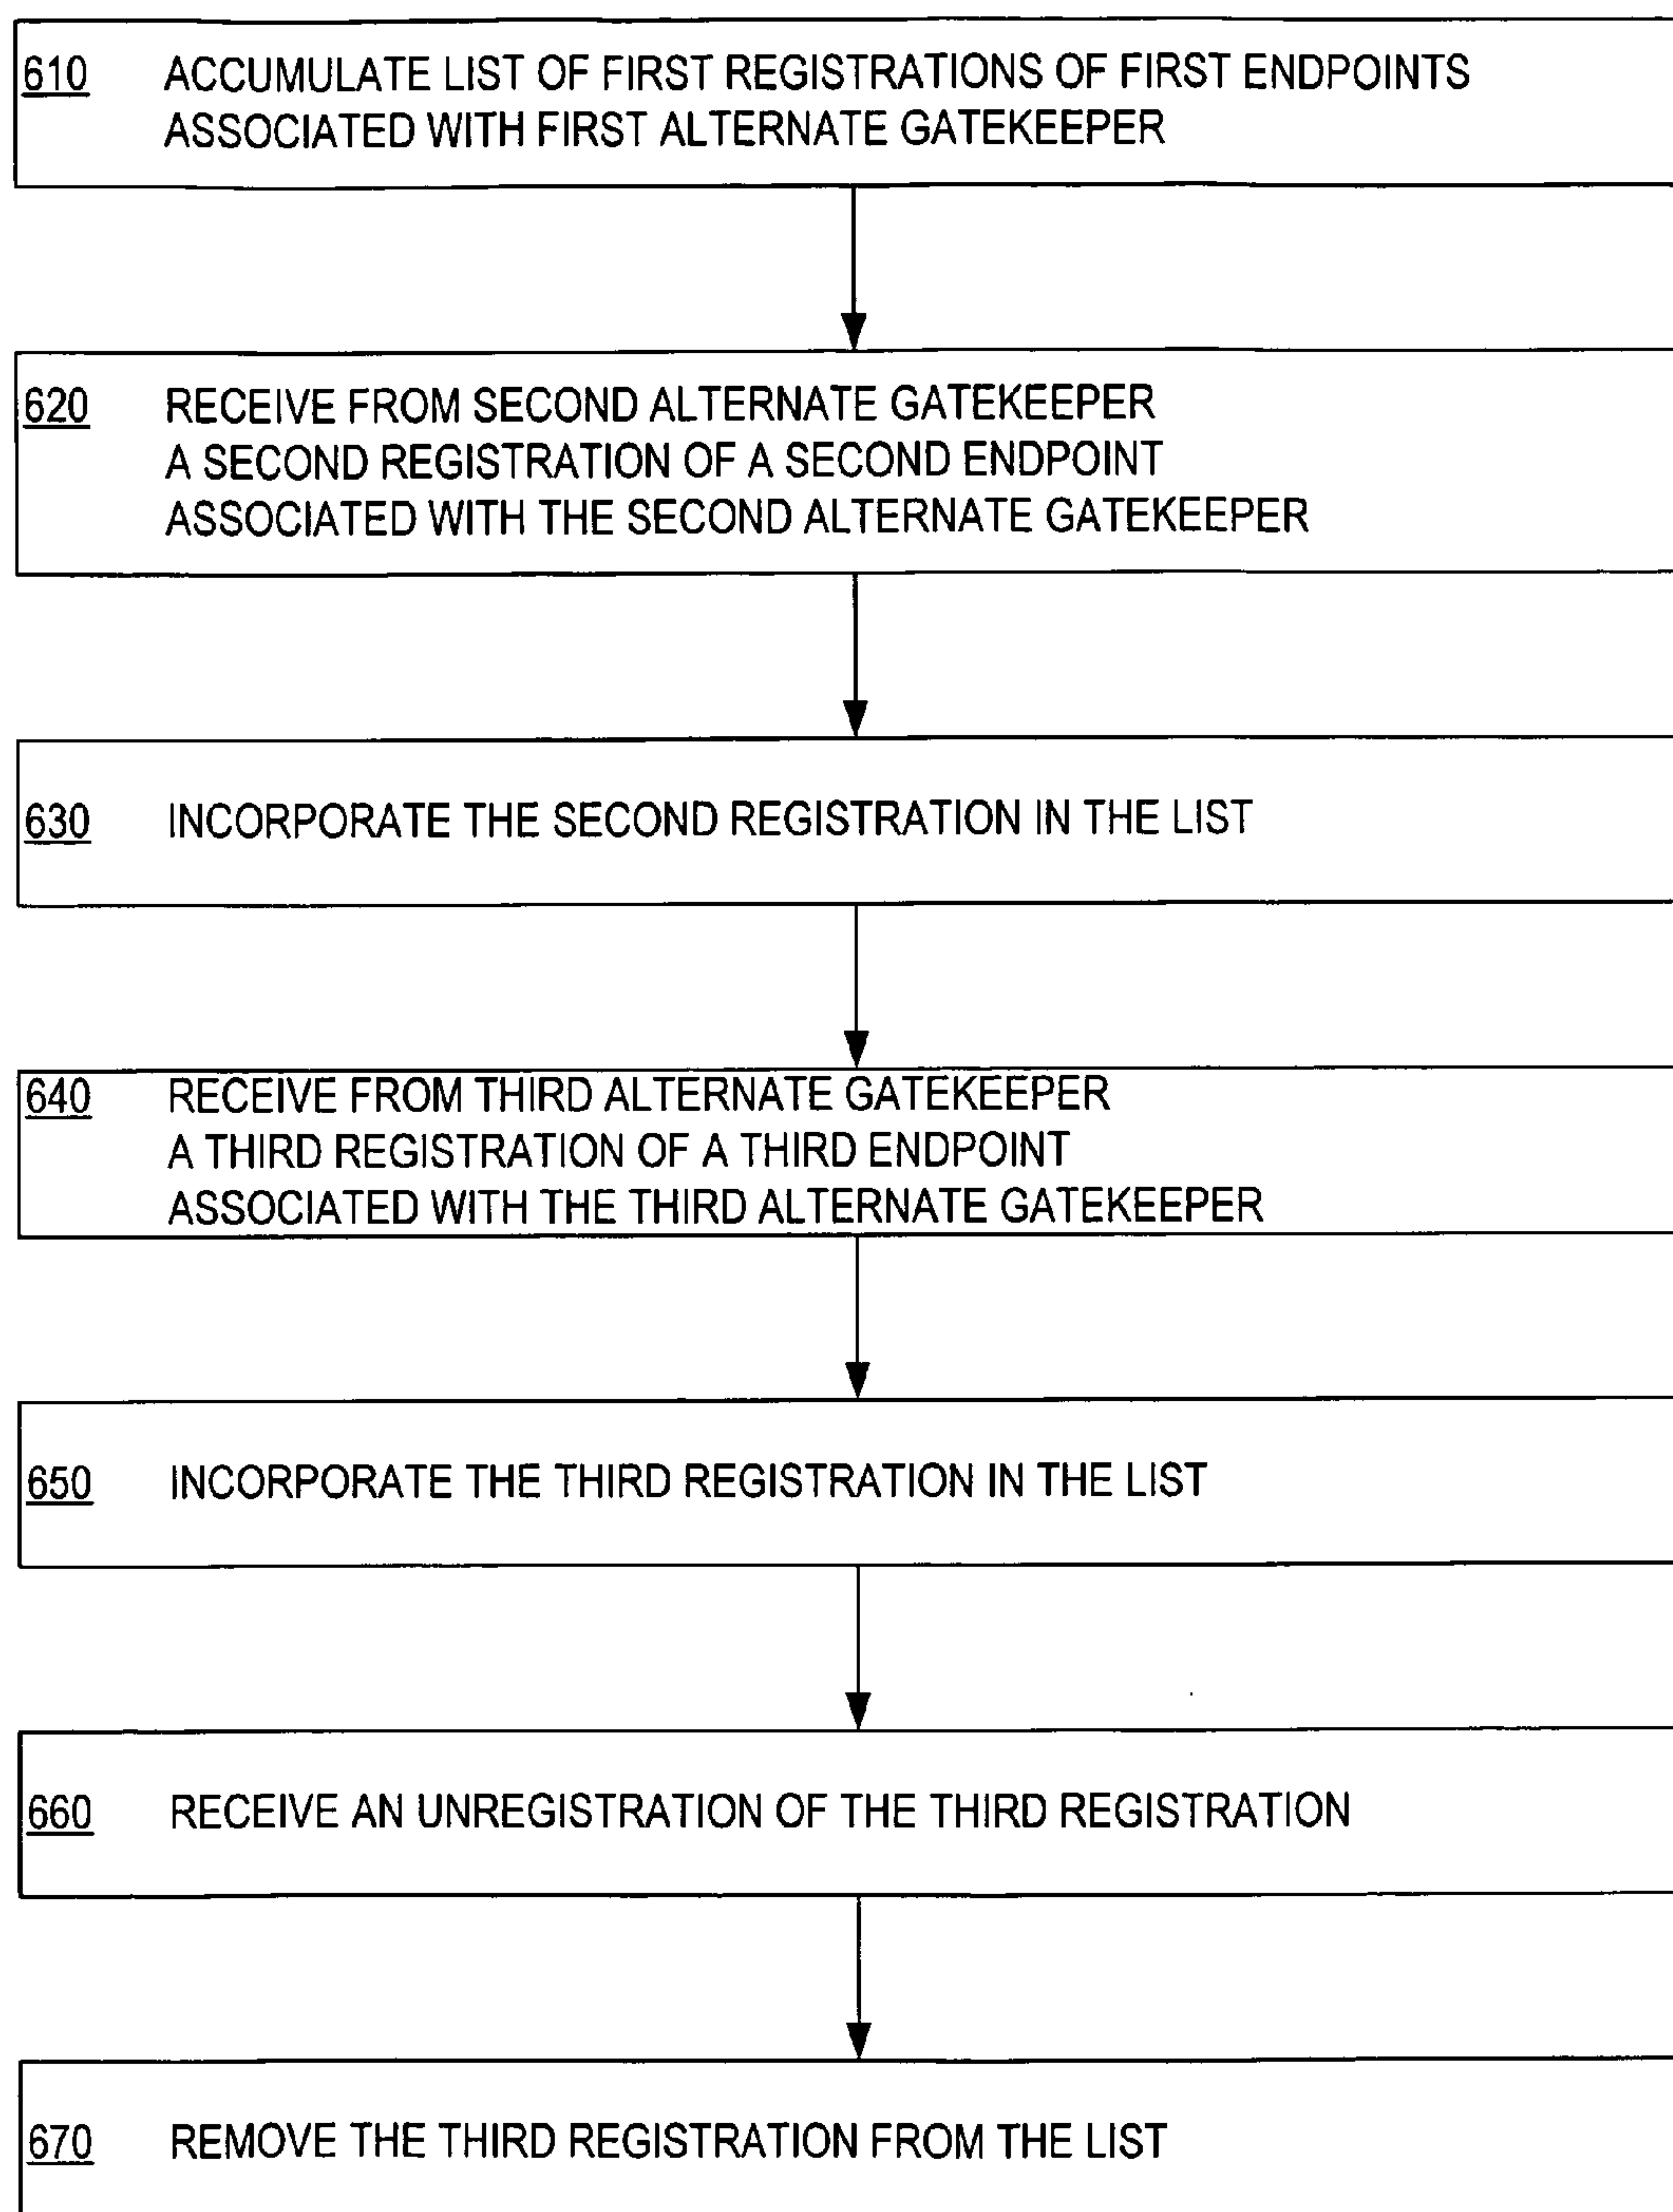 610 ACCUMULATE LIST OF FIRST REGISTRATIONS OF FIRST ENDPOINTS
ASSOCIATED WITH FIRST ALTERNATE GATEKEEPER
620 RECEIVE FROM SECOND ALTERNATE GATEKEEPER
A SECOND REGISTRATION OF A SECOND ENDPOINT
ASSOCIATED WITH THE SECOND ALTERNATE GATEKEEPER
630 INCORPORATE THE SECOND REGISTRATION IN THE LIST
640 RECEIVE FROM THIRD ALTERNATE GATEKEEPER
A THIRD REGISTRATION OF A THIRD ENDPOINT
ASSOCIATED WITH THE THIRD ALTERNATE GATEKEEPER
650 INCORPORATE THE THIRD REGISTRATION IN THE LIST
660 RECEIVE AN UNREGISTRATION OF THE THIRD REGISTRATION
670 REMOVE THE THIRD REGISTRATION FROM THE LIST